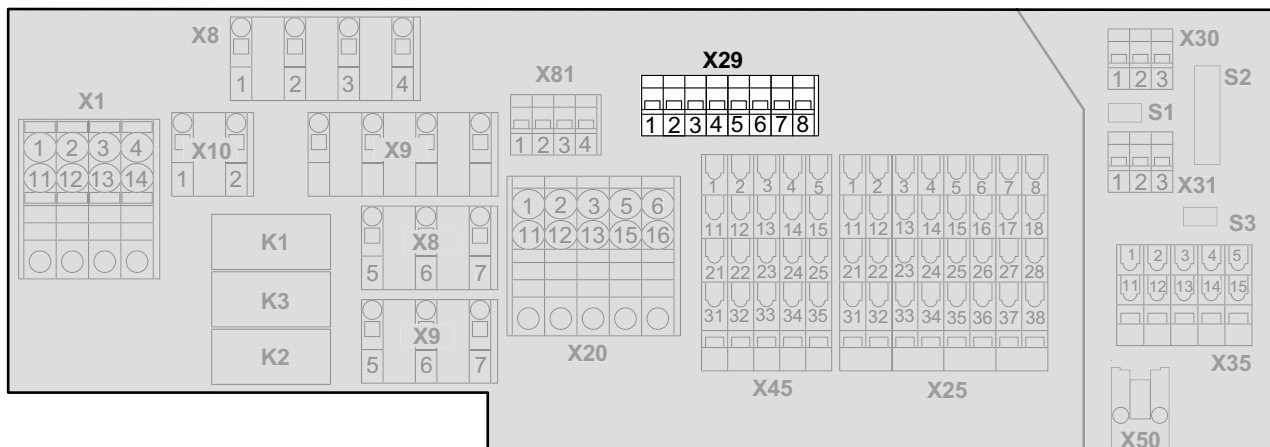 X8
1 2 3 4
X81
1 2 3 4
X29
1 2 3 4 5 6 7 8
X30
1 2 3
S2
S1
1 2 3
X31
S3
X1
1 2 3 4
11 12 13 14
X10
1 2
X9
K1
K3
K2
X8
5 6 7
X9
5 6 7
1 2 3 5 6
11 12 13 15 16
X20
1 2 3 4 5
11 12 13 14 15
21 22 23 24 25
31 32 33 34 35
X45
1 2 3 4 5 6 7 8
11 12 13 14 15 16 17 18
21 22 23 24 25 26 27 28
31 32 33 34 35 36 37 38
X25
1 2 3 4 5
11 12 13 14 15
X35
X50